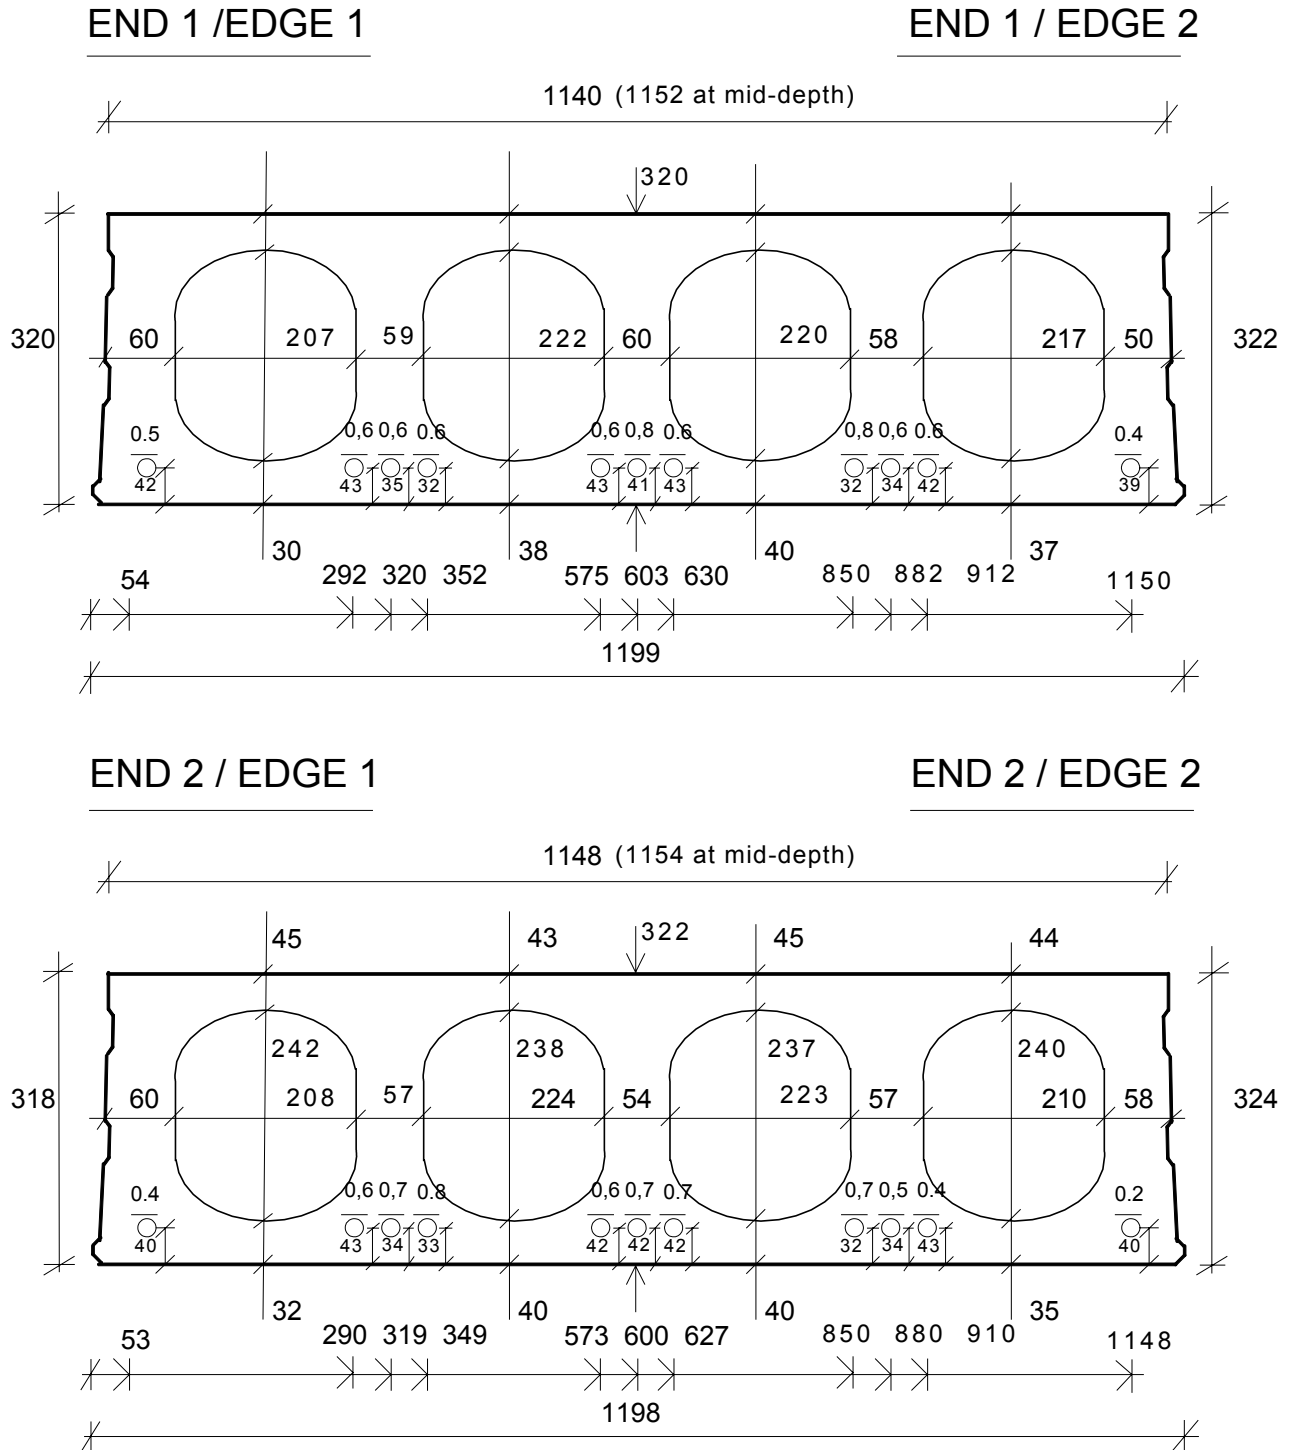 END 1 /EDGE 1 END 1 / EDGE 2
1140 (1152 at mid-depth)
320
320 60 207 59 222 60 220 58 217 50 322
0.5 0,6 0,6 0.6 0,6 0,8 0.6 0,8 0,6 0.6 0.4
42 43 35 32 43 41 43 32 34 42 39
30 38 40 37
54 292 320 352 575 603 630 850 882 912 1150
1199
END 2 / EDGE 1 END 2 / EDGE 2
1148 (1154 at mid-depth)
45 43 322 45 44
242 238 237 240
318 60 208 57 224 54 223 57 210 58 324
0.4 0,6 0,7 0.8 0,6 0,7 0.7 0,7 0,5 0.4 0.2
40 43 34 33 42 42 42 32 34 43 40
32 40 40 35
53 290 319 349 573 600 627 850 880 910 1148
1198